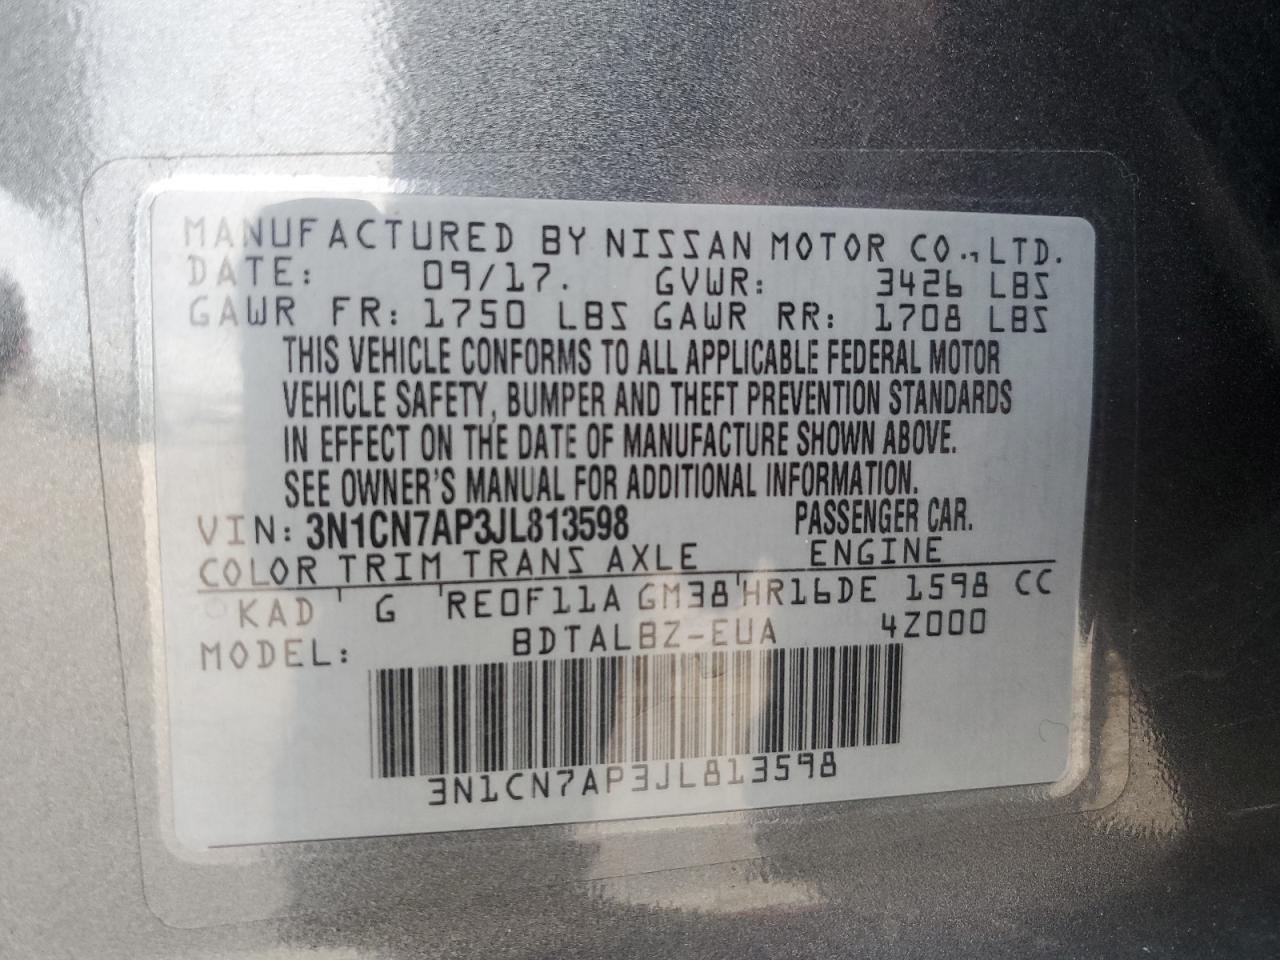 MANUFACTURED BY NISSAN MOTOR CO., LTD.
DATE: 09/17. GVWR: 3426 LBS
GAWR FR: 1750 LBS GAWR RR: 1708 LBS
THIS VEHICLE CONFORMS TO ALL APPLICABLE FEDERAL MOTOR
VEHICLE SAFETY, BUMPER AND THEFT PREVENTION STANDARDS
IN EFFECT ON THE DATE OF MANUFACTURE SHOWN ABOVE.
SEE OWNER'S MANUAL FOR ADDITIONAL INFORMATION.
VIN: 3N1CN7AP3JL813598 PASSENGER CAR.
COLOR TRIM TRANS AXLE ENGINE
KAD ' G 'RE0F11A GM38'HR16DE 1598 CC
MODEL: BDTALBZ-EUA 4Z000
3N1CN7AP3JL813598